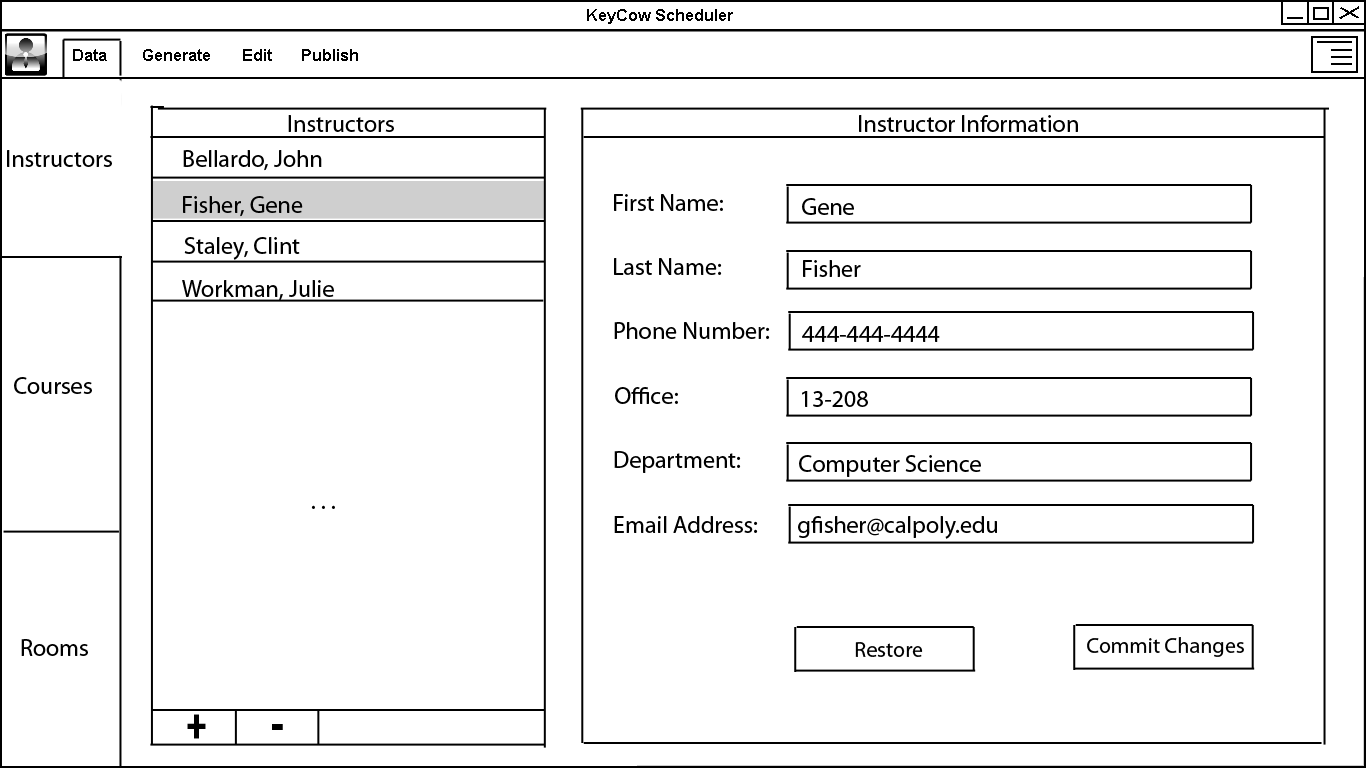 KeyCow Scheduler
Data Generate Edit Publish
Instructors
Courses
Rooms
Instructors
Bellardo, John
Fisher, Gene
Staley, Clint
Workman, Julie
...
+ -
Instructor Information
First Name: Gene
Last Name: Fisher
Phone Number: 444-444-4444
Office: 13-208
Department: Computer Science
Email Address: gfisher@calpoly.edu
Restore Commit Changes